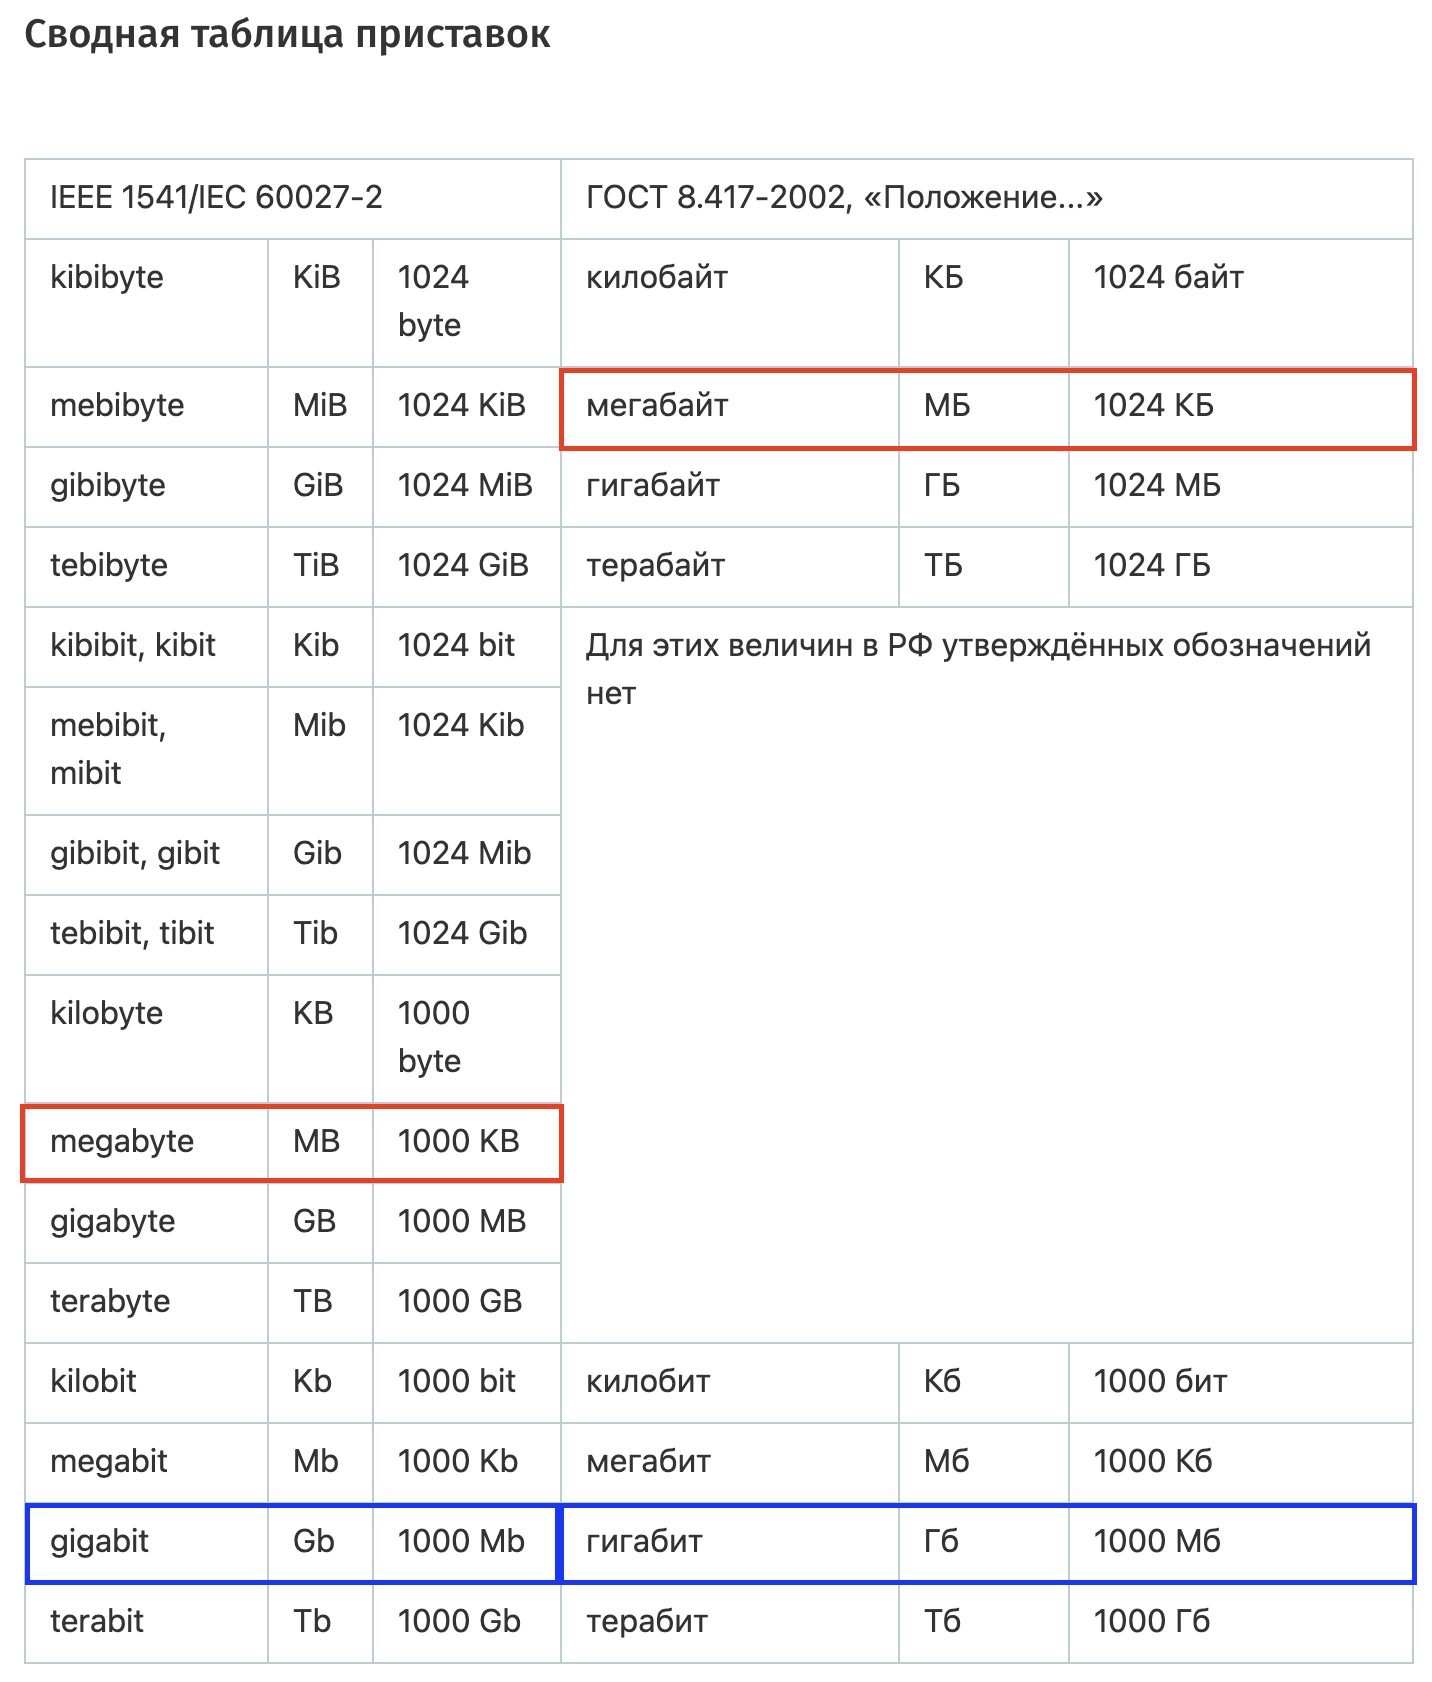 Сводная таблица приставок
IEEE 1541/IEC 60027-2 ГОСТ 8.417-2002, «Положение...»
kibibyte KiB 1024 килобайт КБ 1024 байт
byte
mebibyte MiB 1024 KiB мегабайт МБ 1024 КБ
gibibyte GiB 1024 MiB гигабайт ГБ 1024 МБ
tebibyte TiB 1024 GiB терабайт ТБ 1024 ГБ
kibibit, kibit Kib 1024 bit Для этих величин в РФ утверждённых обозначений
нет
mebibit, Mib 1024 Kib
mibit
gibibit, gibit Gib 1024 Mib
tebibit, tibit Tib 1024 Gib
kilobyte KB 1000
byte
megabyte MB 1000 KB
gigabyte GB 1000 MB
terabyte TB 1000 GB
kilobit Kb 1000 bit килобит Кб 1000 бит
megabit Mb 1000 Kb мегабит Мб 1000 Кб
gigabit Gb 1000 Mb гигабит Гб 1000 Мб
terabit Tb 1000 Gb терабит Тб 1000 Гб